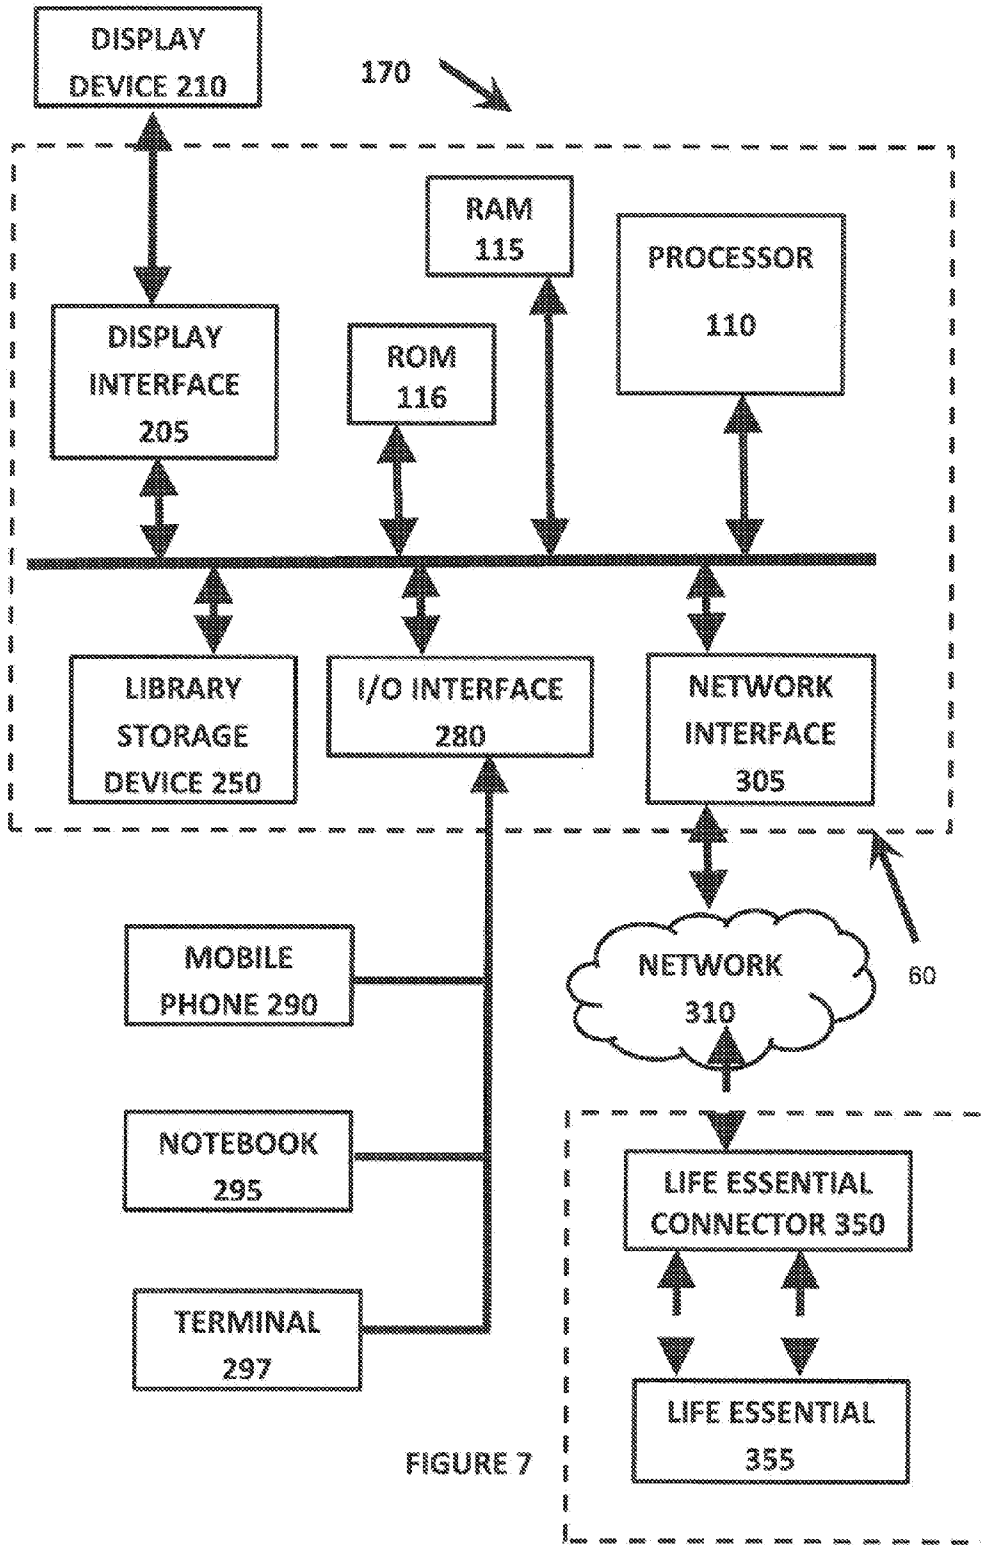 DISPLAY
DEVICE 210
170
RAM
115
PROCESSOR
110
DISPLAY
INTERFACE
205
ROM
116
LIBRARY
STORAGE
DEVICE 250
I/O INTERFACE
280
NETWORK
INTERFACE
305
MOBILE
PHONE 290
NETWORK
310
60
NOTEBOOK
295
LIFE ESSENTIAL
CONNECTOR 350
TERMINAL
297
LIFE ESSENTIAL
355
FIGURE 7